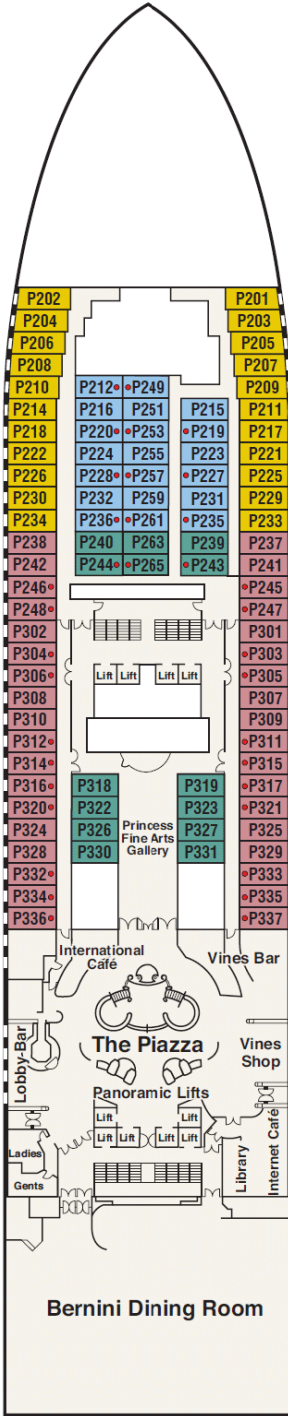 P202 P201
P204 P203
P206 P205
P208 P207
P210 P212 P249 P209
P214 P216 P251 P215 P211
P218 P220 P253 P219 P217
P222 P224 P255 P223 P221
P226 P228 P257 P227 P225
P230 P232 P259 P231 P229
P234 P236 P261 P235 P233
P238 P240 P263 P239 P237
P242 P244 P265 P243 P241
P246 P245
P248 P247
P302 P301
P304 P303
P306 Lift Lift Lift Lift P305
P308 P307
P310 P309
P312 P311
P314 P315
P316 P318 P319 P317
P320 P322 P323 P321
P324 P326 P327 P325
P328 P330 P331 P329
Princess
Fine Arts
Gallery
P332 P333
P334 P335
P336 P337
International
Café
Vines Bar
The Piazza
Lobby-Bar
Vines
Shop
Panoramic Lifts
Lift Lift
Lift Lift Lift Lift
Ladies
Gents
Library
Internet Café
Bernini Dining Room